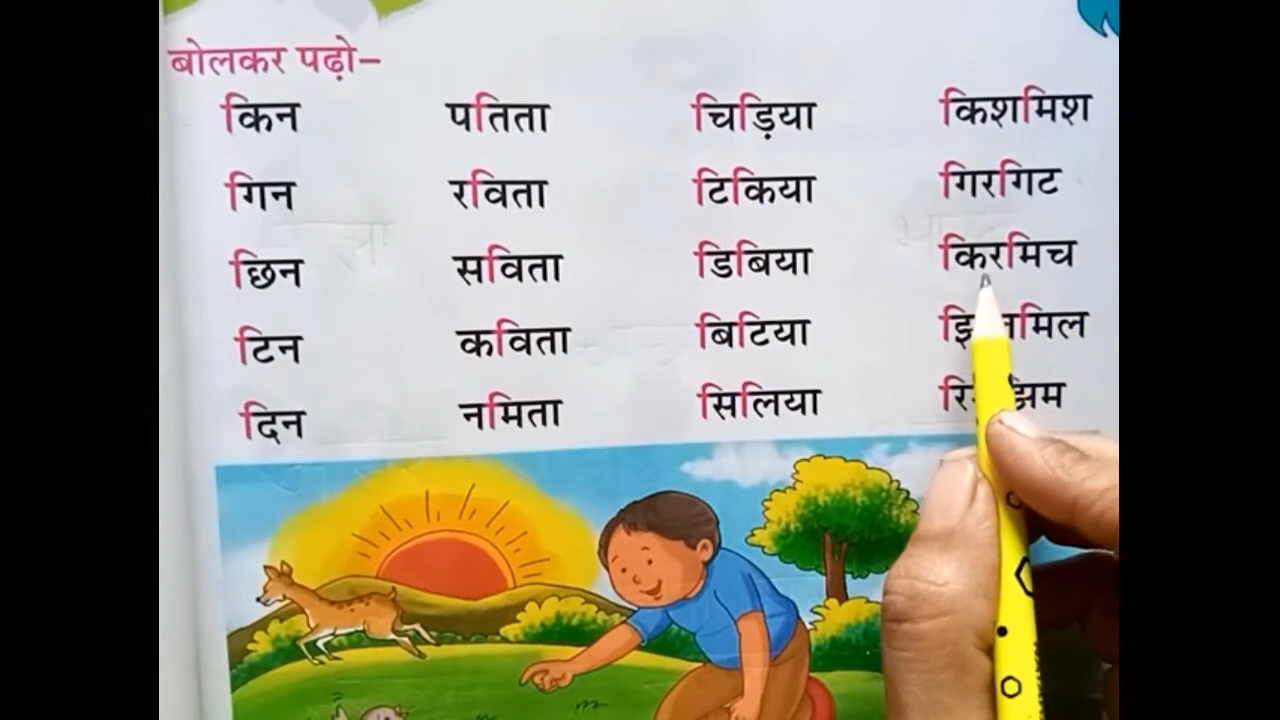 बोलकर पढ़ो–
किन पतिता चिड़िया किशमिश
गिन रविता टिकिया गिरगिट
छिन सविता डिबिया किरमिच
टिन कविता बिटिया
दिन नमिता सिलिया